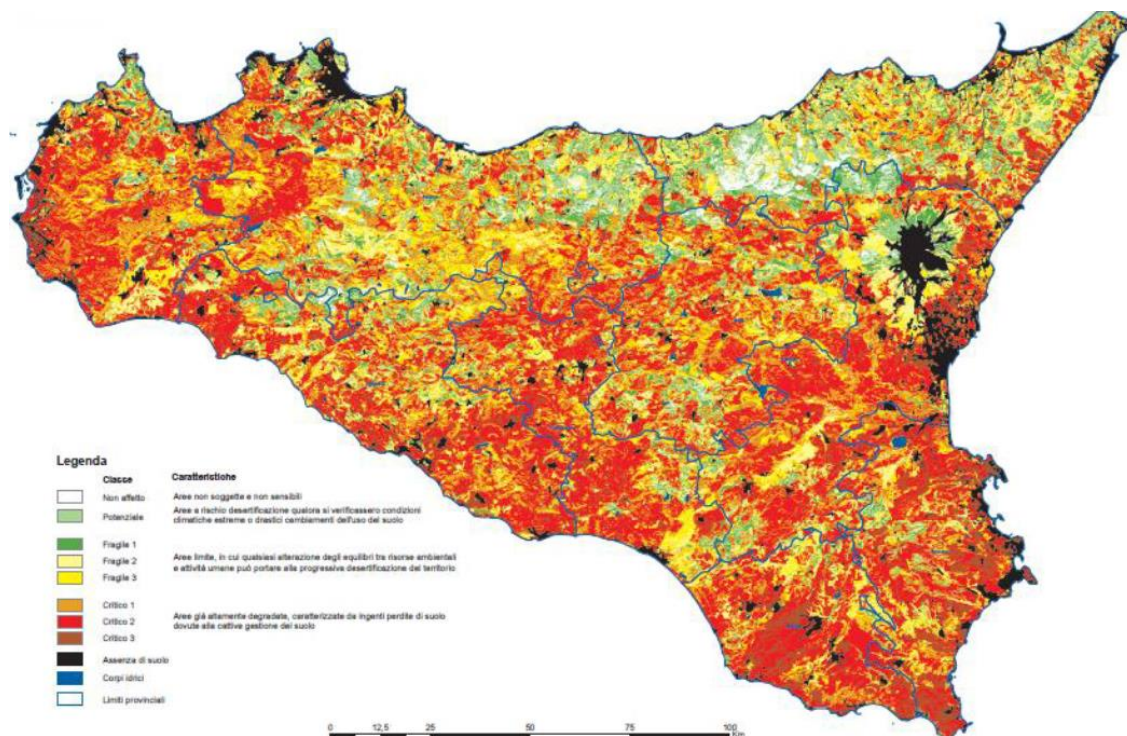 Legenda
Classe Caratteristiche
Non affetto Aree non soggette e non sensibili
Potenziale Aree a rischio desertificazione qualora si verificassero condizioni
climatiche estreme o drastici cambiamenti dell'uso del suolo
Fragile 1
Fragile 2 Aree limite, in cui qualsiasi alterazione degli equilibri tra risorse ambientali
Fragile 3 e attività umane può portare alla progressiva desertificazione del territorio
Critico 1
Critico 2 Aree già altamente degradate, caratterizzate da ingenti perdite di suolo
Critico 3 dovute alla cattiva gestione del suolo
Assenza di suolo
Corpi idrici
Limiti provinciali
0 12,5 25 50 75 100
Km